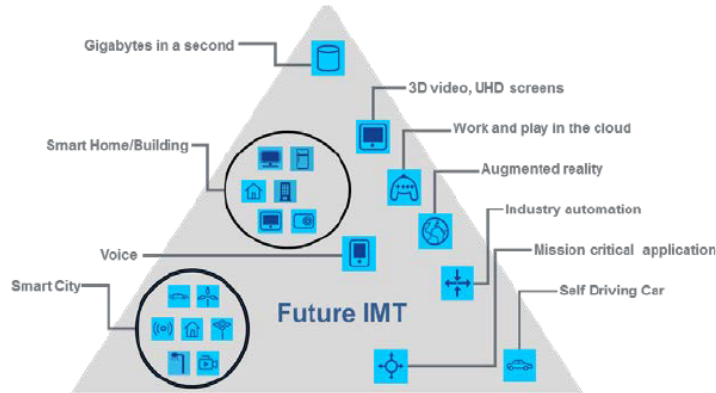 Gigabytes in a second
3D video, UHD screens
Work and play in the cloud
Smart Home/Building
Augmented reality
Industry automation
Mission critical application
Voice
Smart City
Self Driving Car
Future IMT